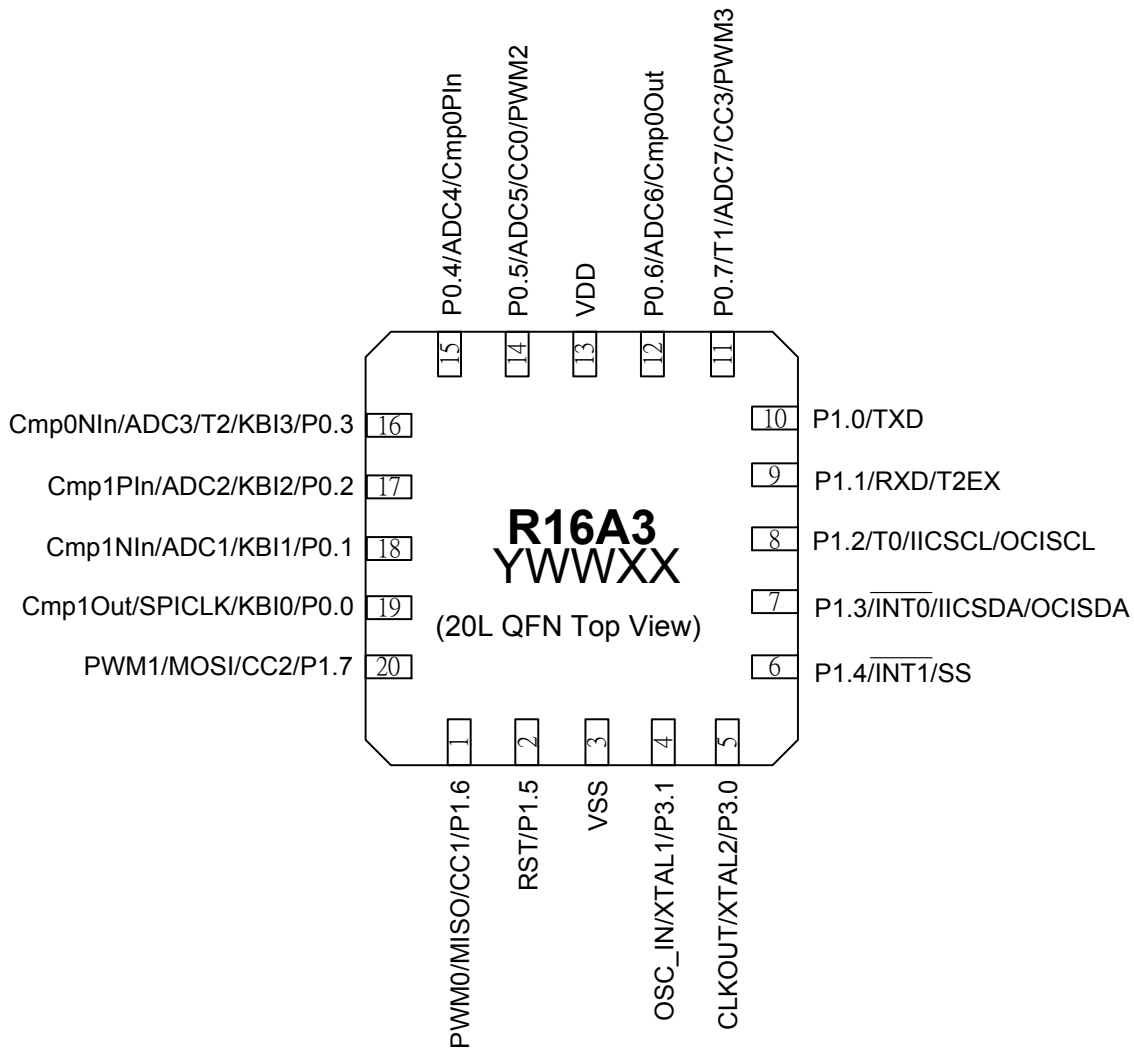 P0.4/ADC4/Cmp0PIn
P0.5/ADC5/CC0/PWM2
VDD
P0.6/ADC6/Cmp0Out
P0.7/T1/ADC7/CC3/PWM3
15
14
13
12
11
Cmp0NIn/ADC3/T2/KBI3/P0.3
16
Cmp1PIn/ADC2/KBI2/P0.2
17
Cmp1NIn/ADC1/KBI1/P0.1
18
Cmp1Out/SPICLK/KBI0/P0.0
19
PWM1/MOSI/CC2/P1.7
20
R16A3
YWWXX
(20L QFN Top View)
10
P1.0/TXD
9
P1.1/RXD/T2EX
8
P1.2/T0/IICSCL/OCISCL
7
P1.3/I̅N̅T̅0̅/IICSDA/OCISDA
6
P1.4/I̅N̅T̅1̅/SS
1
2
3
4
5
PWM0/MISO/CC1/P1.6
RST/P1.5
VSS
OSC_IN/XTAL1/P3.1
CLKOUT/XTAL2/P3.0